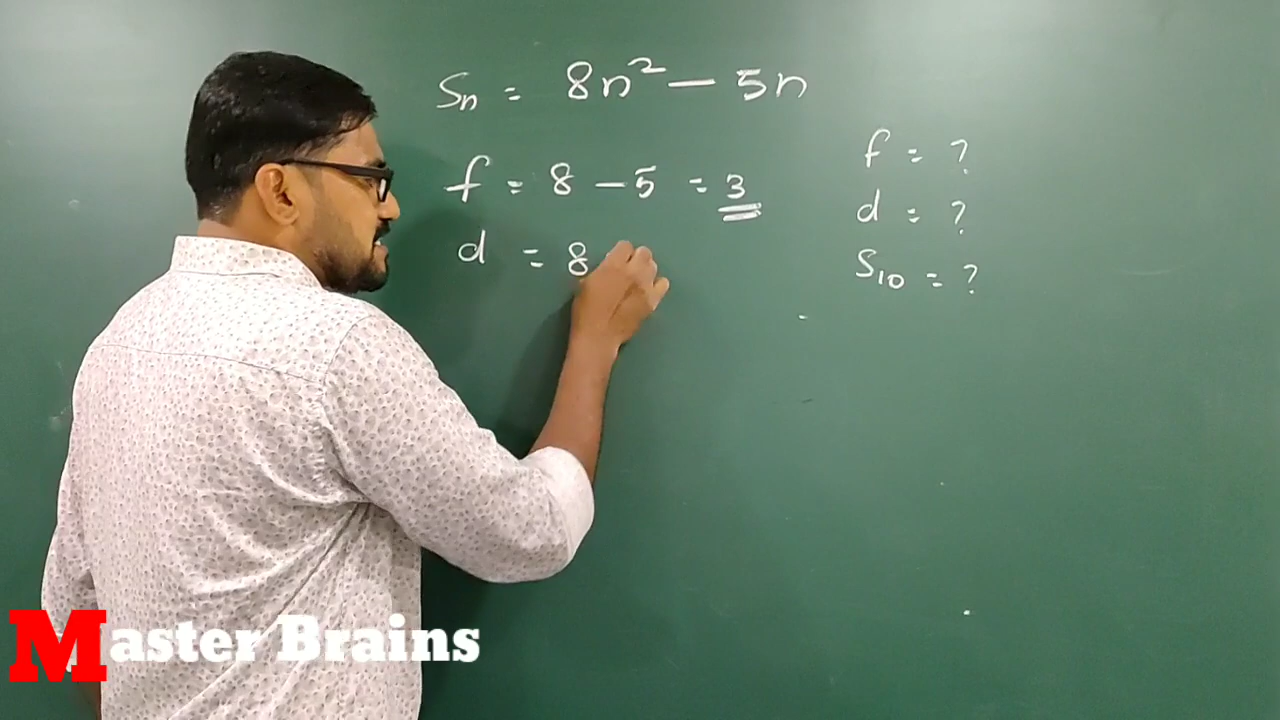 Sn = 8n² - 5n
f = 8 - 5 = 3
d = 8
f = ?
d = ?
S10 = ?
Master Brains